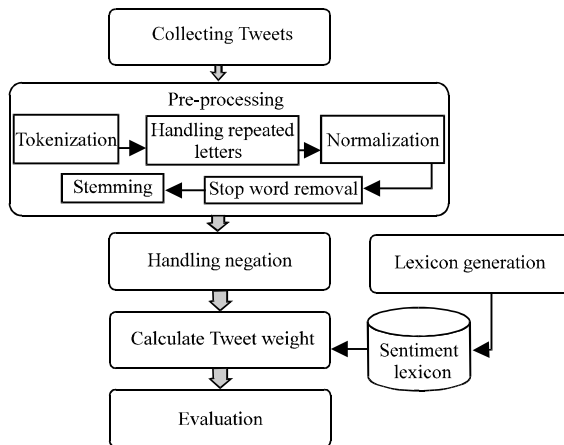 Collecting Tweets
Pre-processing
Tokenization
Handling repeated
letters
Normalization
Stemming
Stop word removal
Handling negation
Lexicon generation
Calculate Tweet weight
Sentiment
lexicon
Evaluation